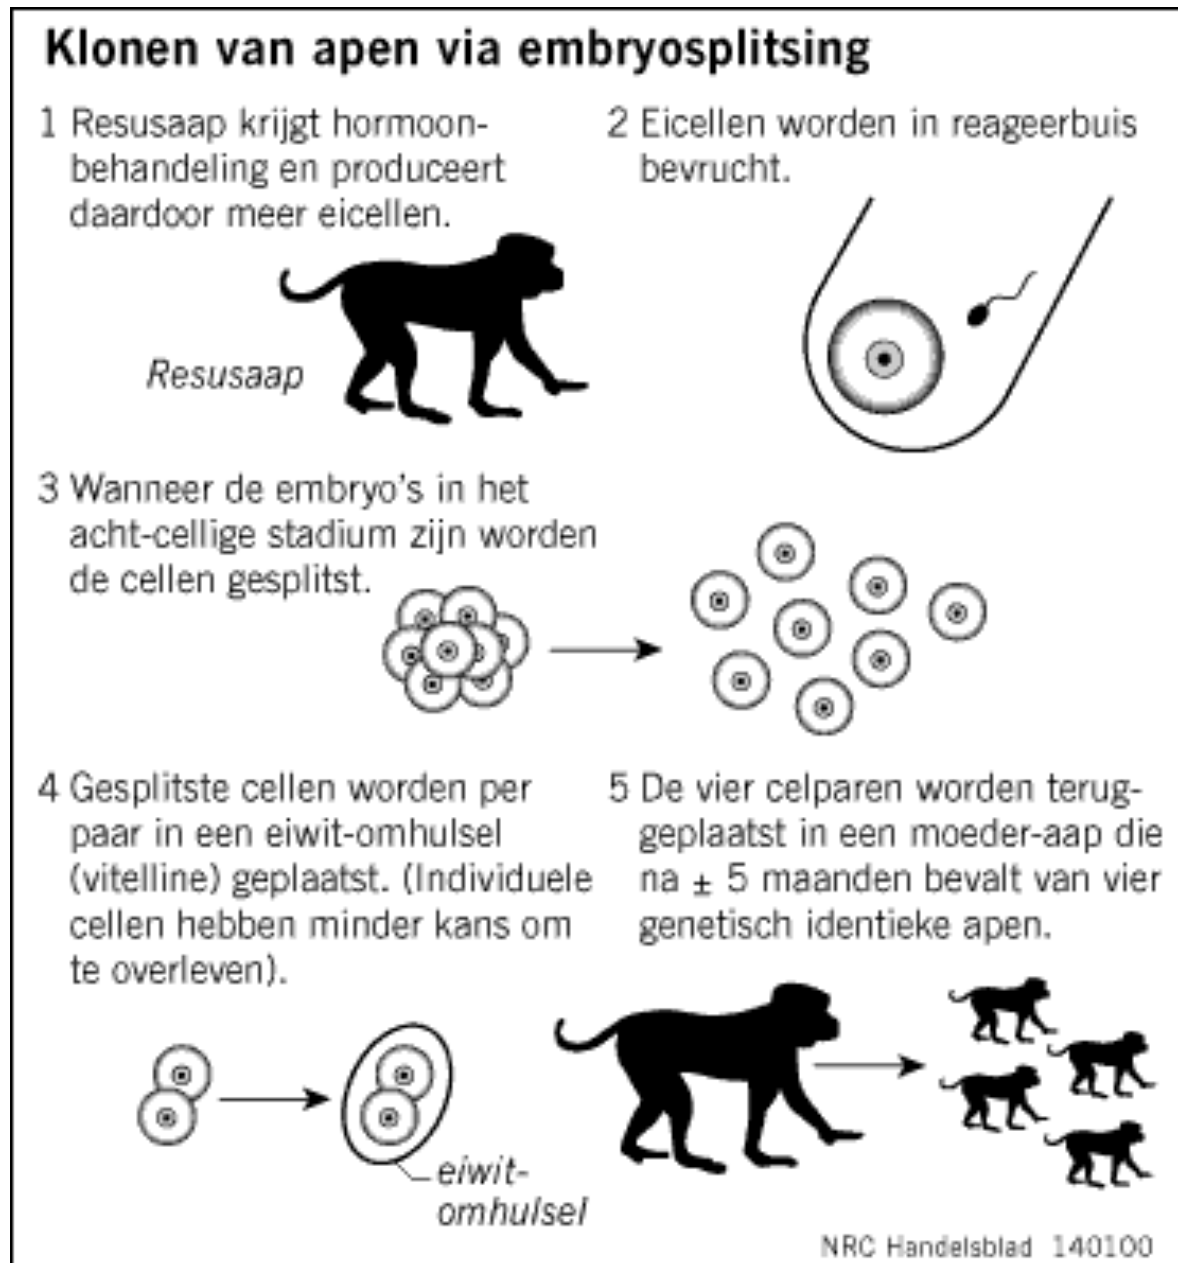 Klonen van apen via embryosplitsing
1 Resusaap krijgt hormoon-
behandeling en produceert
daardoor meer eicellen.
Resusaap
2 Eicellen worden in reageerbuis
bevrucht.
3 Wanneer de embryo's in het
acht-cellige stadium zijn worden
de cellen gesplitst.
4 Gesplitste cellen worden per
paar in een eiwit-omhulsel
(vitelline) geplaatst. (Individuele
cellen hebben minder kans om
te overleven).
eiwit-
omhulsel
5 De vier celparen worden terug-
geplaatst in een moeder-aap die
na ± 5 maanden bevalt van vier
genetisch identieke apen.
NRC Handelsblad 140100